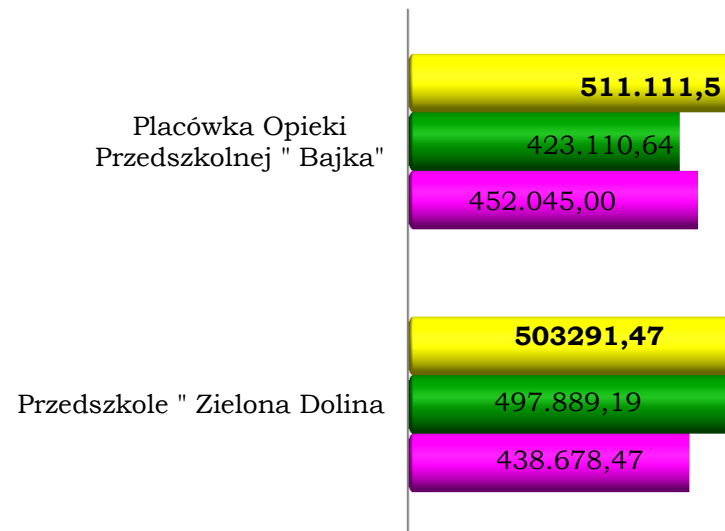 511.111,5
Placówka Opieki
Przedszkolnej " Bajka"
423.110,64
452.045,00
503291,47
Przedszkole " Zielona Dolina
497.889,19
438.678,47